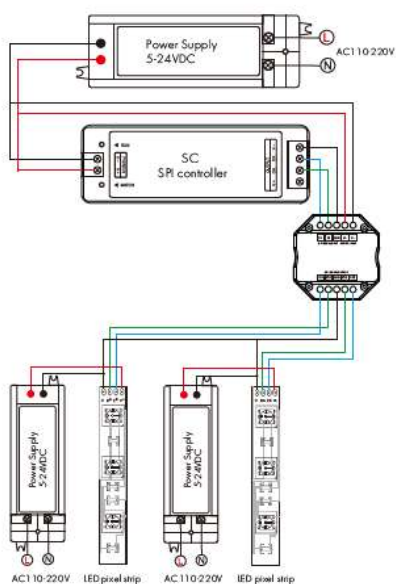 Power Supply
5-24VDC
L
AC110-220V
N
SC
SPI controller
Power Supply
5-24VDC
Power Supply
5-24VDC
L
N
L
N
AC110-220V
LED pixel strip
AC110-220V
LED pixel strip